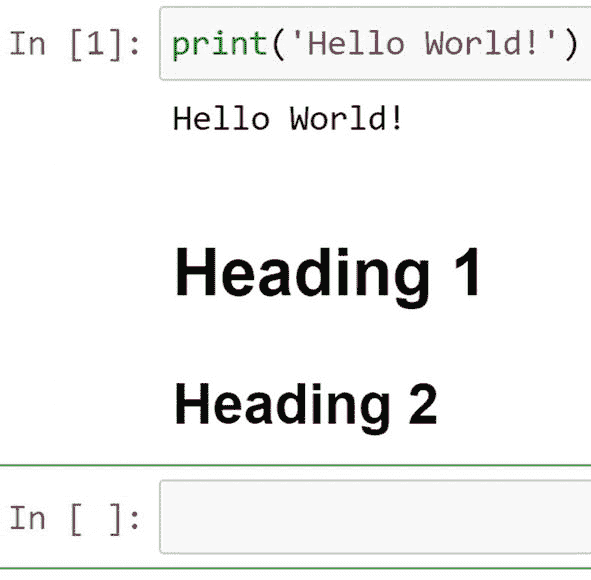 In [1]: print('Hello World!')
Hello World!
Heading 1
Heading 2
In [ ]: